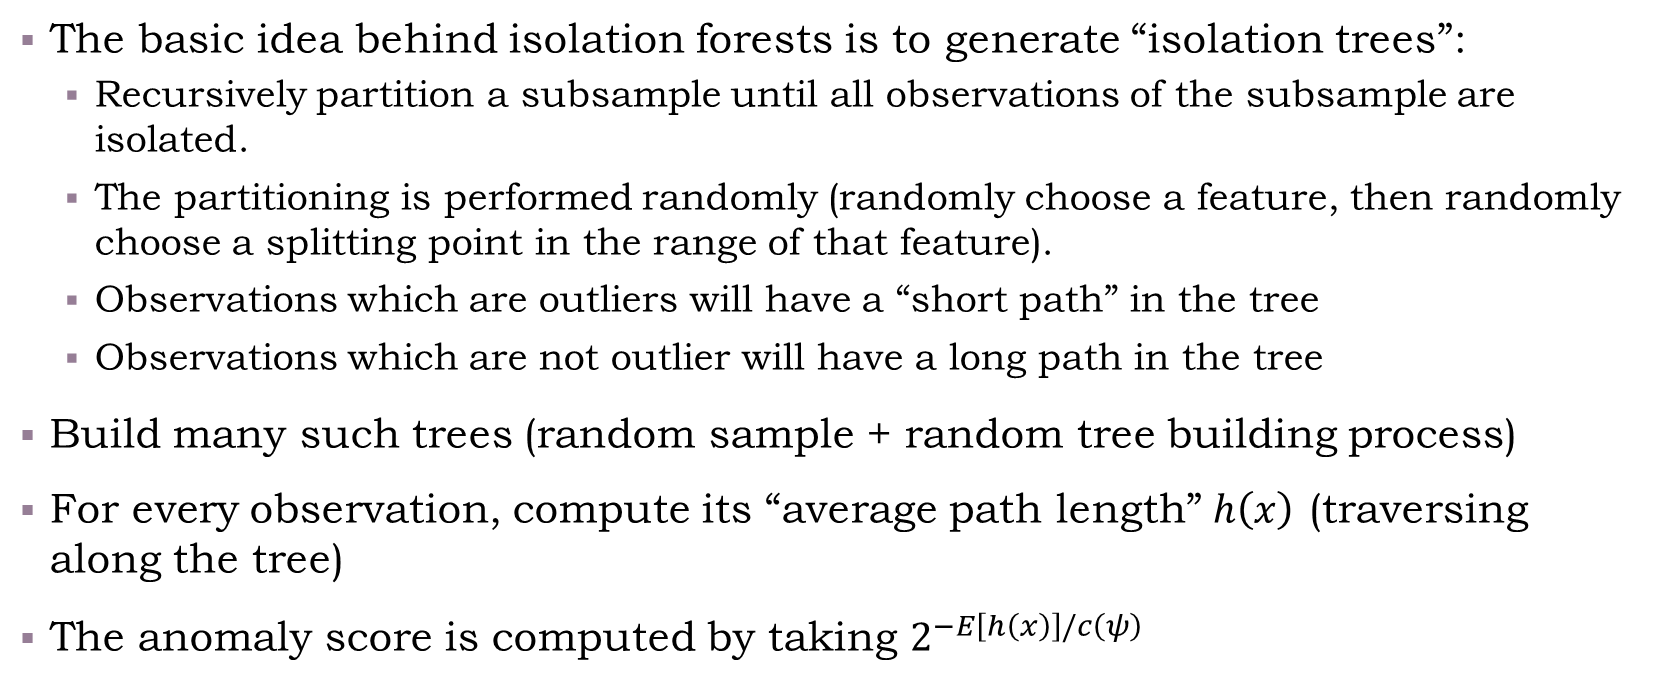 ▪ The basic idea behind isolation forests is to generate “isolation trees”:
▪ Recursively partition a subsample until all observations of the subsample are
isolated.
▪ The partitioning is performed randomly (randomly choose a feature, then randomly
choose a splitting point in the range of that feature).
▪ Observations which are outliers will have a “short path” in the tree
▪ Observations which are not outlier will have a long path in the tree
▪ Build many such trees (random sample + random tree building process)
▪ For every observation, compute its “average path length” ℎ(𝑥) (traversing
along the tree)
▪ The anomaly score is computed by taking 2^{−𝐸[ℎ(𝑥)]/𝑐(𝜓)}